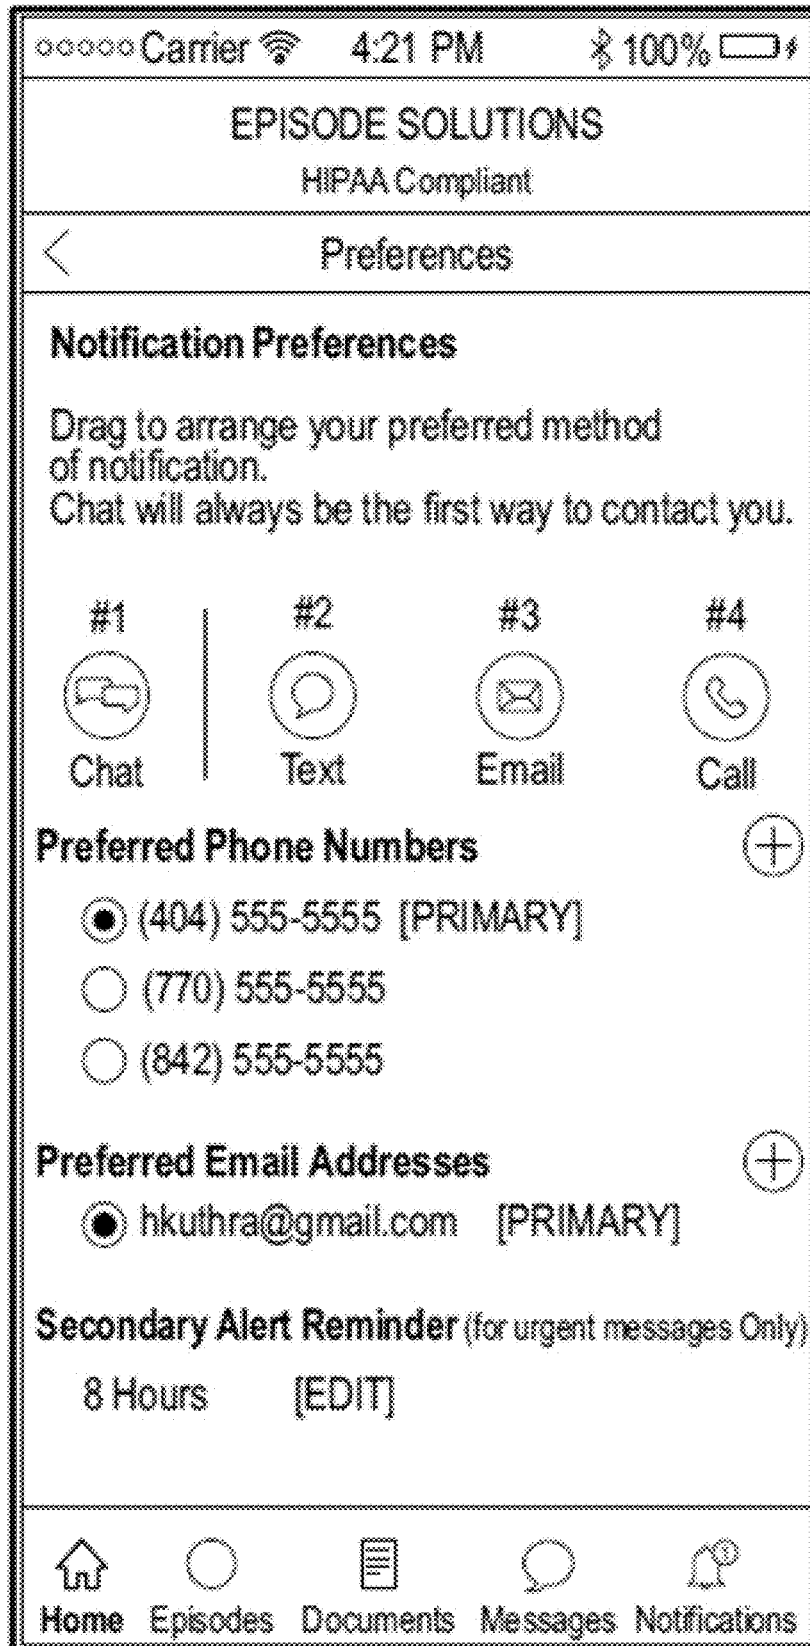 Carrier 4:21 PM 100%
EPISODE SOLUTIONS
HIPAA Compliant
Preferences
Notification Preferences
Drag to arrange your preferred method
of notification.
Chat will always be the first way to contact you.
#1 #2 #3 #4
Chat Text Email Call
Preferred Phone Numbers
(404) 555-5555 [PRIMARY]
(770) 555-5555
(842) 555-5555
Preferred Email Addresses
hkuthra@gmail.com [PRIMARY]
Secondary Alert Reminder (for urgent messages Only)
8 Hours [EDIT]
Home Episodes Documents Messages Notifications